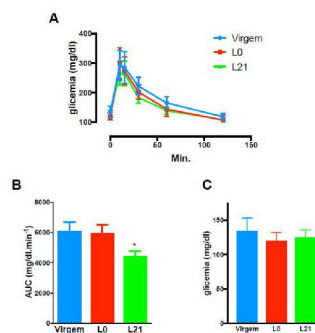 A
glicemia (mg/dl)
400
300
200
100
0
50
100
150
Min.
Virgem
L0
L21
B
AUC (mg/dl.min⁻¹)
8000
6000
4000
2000
0
*
Virgem L0 L21
C
glicemia (mg/dl)
200
150
100
50
0
Virgem L0 L21